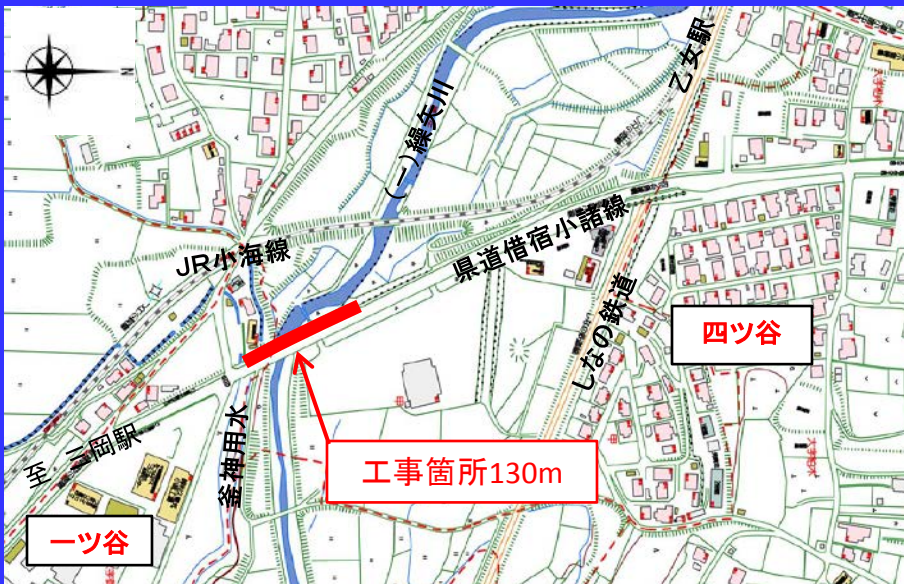 N
乙女駅
(一)繰矢川
JR小海線
県道借宿小諸線
しなの鉄道
四ツ谷
至 三岡駅
釜神用水
工事箇所130m
一ツ谷